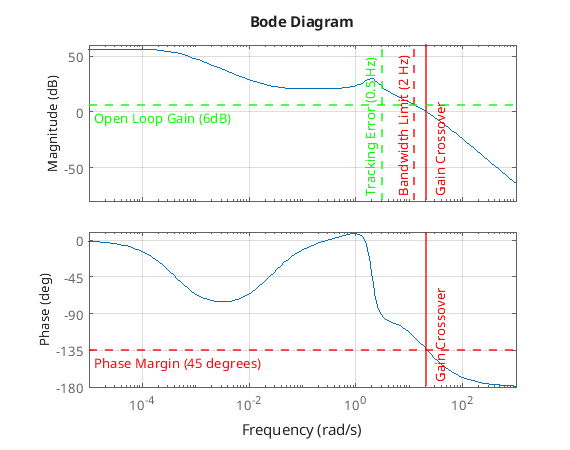 Bode Diagram
Magnitude (dB)
50
0
-50
Open Loop Gain (6dB)
Tracking Error (0.5 Hz)
Bandwidth Limit (2 Hz)
Gain Crossover
Phase (deg)
0
-45
-90
-135
-180
Phase Margin (45 degrees)
Gain Crossover
10^-4
10^-2
10^0
10^2
Frequency (rad/s)